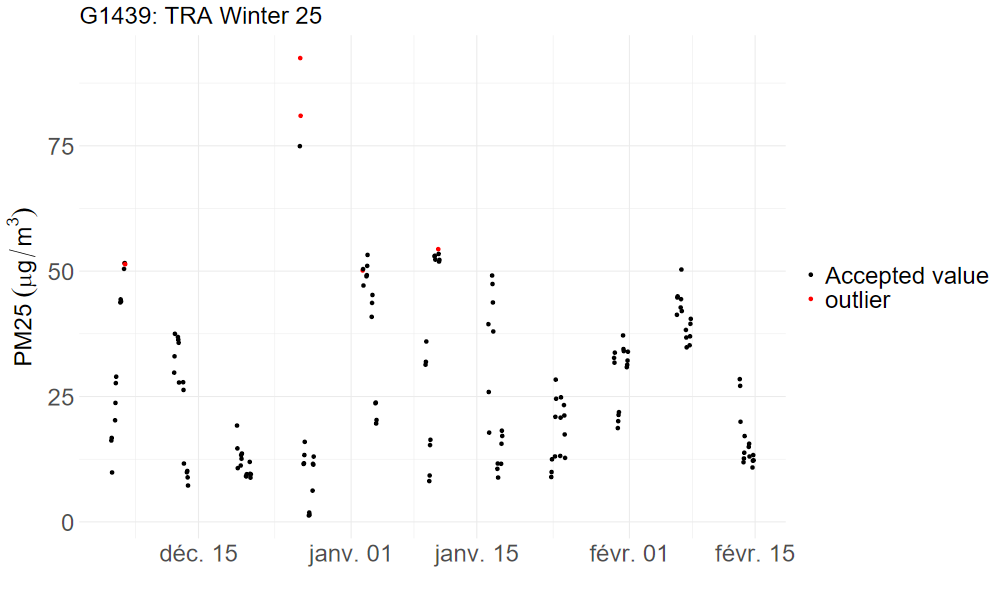 G1439: TRA Winter 25
PM25 (μg/m³)
75
50
25
0
déc. 15
janv. 01
janv. 15
févr. 01
févr. 15
Accepted value
outlier